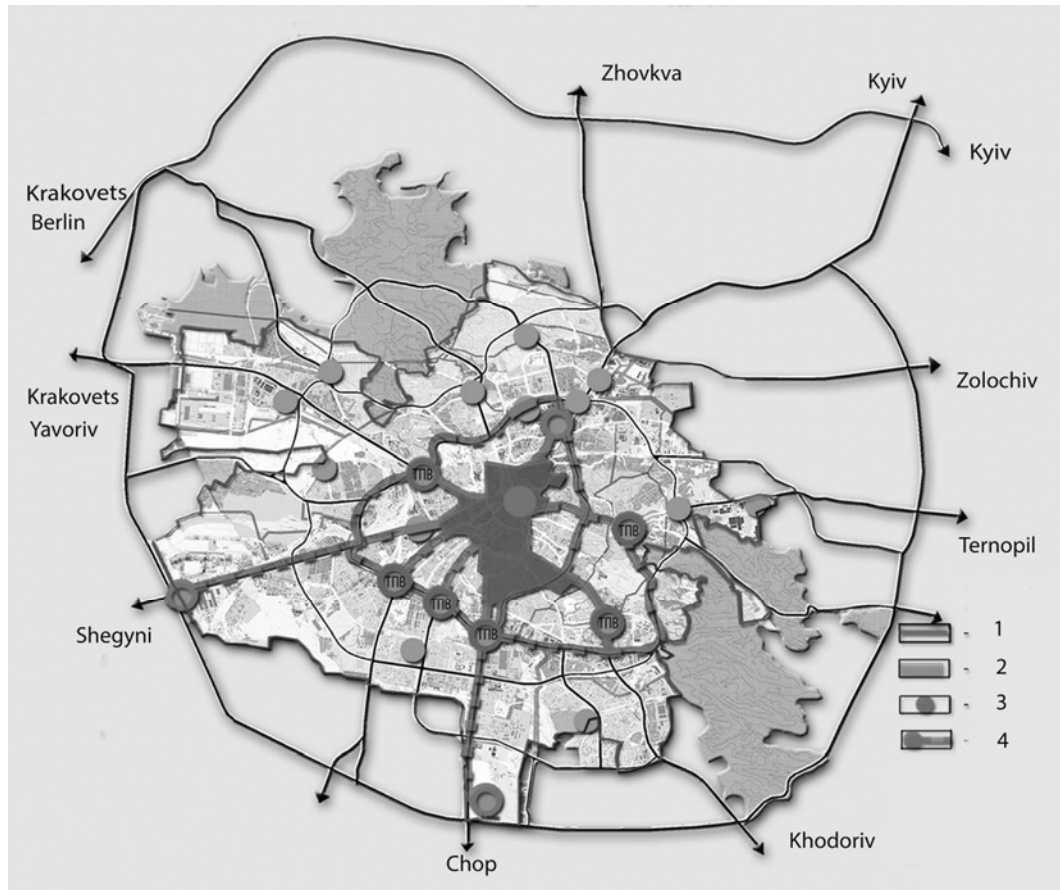 Zhovkva
Kyiv
Kyiv
Krakovets
Berlin
Krakovets
Yavoriv
Zolochiv
ТПВ
ТПВ
Ternopil
ТПВ
ТПВ
ТПВ
ТПВ
Shegyni
- 1
- 2
- 3
- 4
Khodoriv
Chop